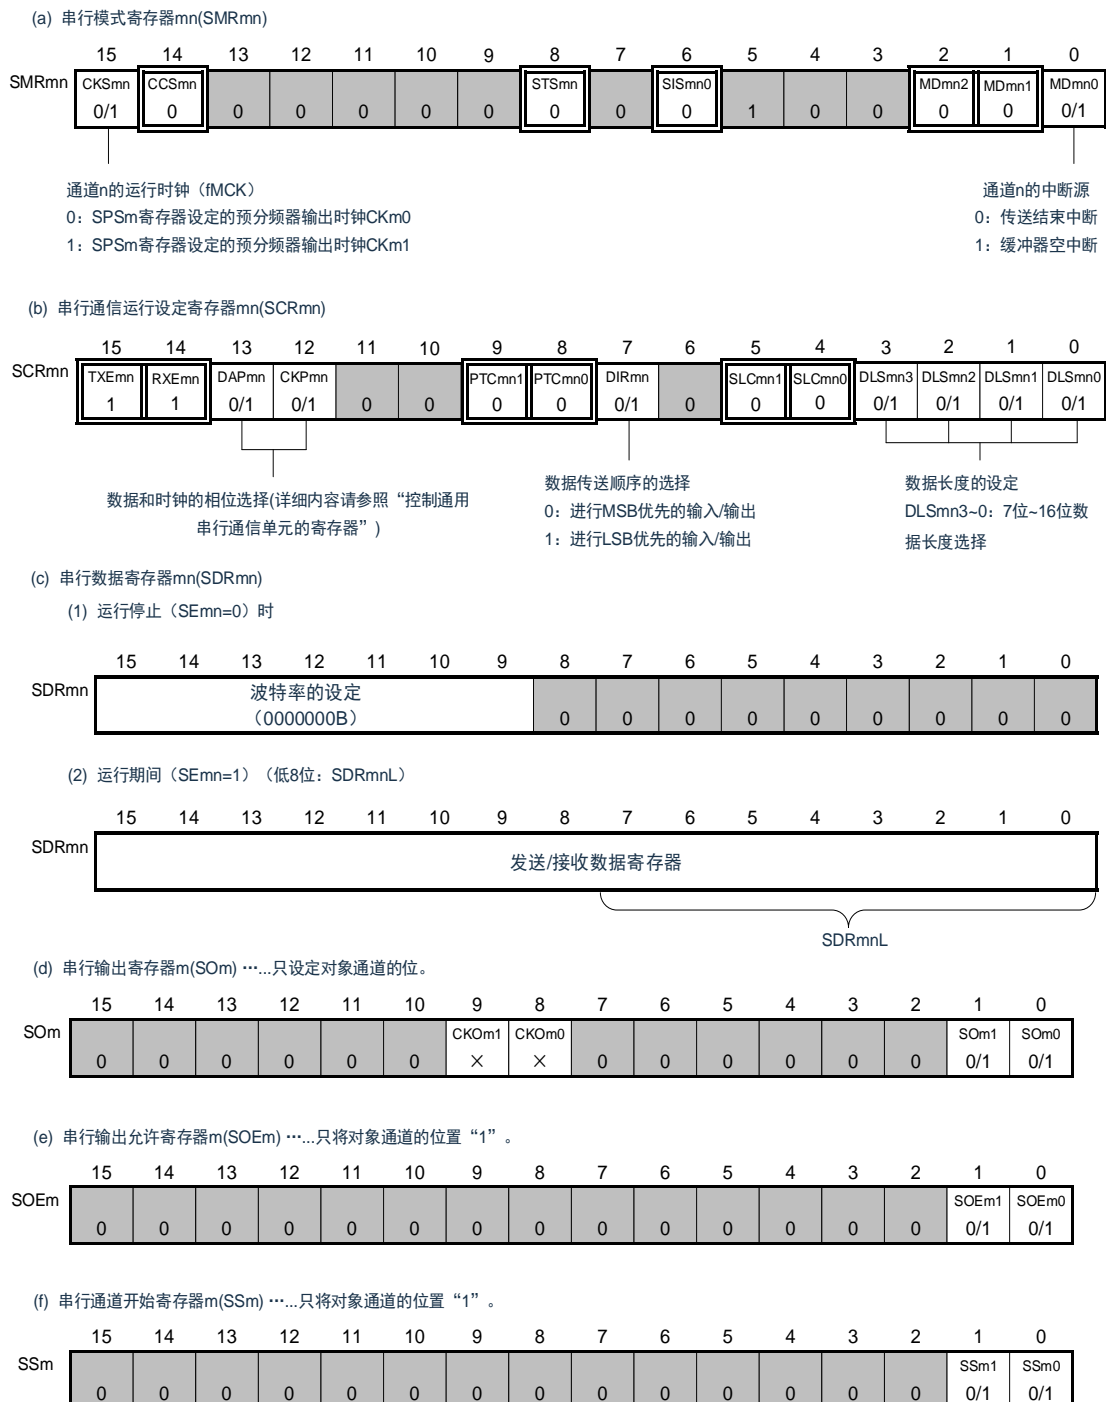 (a) 串行模式寄存器mn(SMRmn)
15 14 13 12 11 10 9 8 7 6 5 4 3 2 1 0
SMRmn CKSmn CCSmn STSmn SISmn0 MDmn2 MDmn1 MDmn0
0/1 0 0 0 0 0 0 0 0 0 1 0 0 0 0 0/1
通道n的运行时钟（fMCK） 通道n的中断源
0：SPSm寄存器设定的预分频器输出时钟CKm0 0：传送结束中断
1：SPSm寄存器设定的预分频器输出时钟CKm1 1：缓冲器空中断
(b) 串行通信运行设定寄存器mn(SCRmn)
15 14 13 12 11 10 9 8 7 6 5 4 3 2 1 0
SCRmn TXEmn RXEmn DAPmn CKPmn PTCmn1 PTCmn0 DIRmn SLCmn1 SLCmn0 DLSmn3 DLSmn2 DLSmn1 DLSmn0
1 1 0/1 0/1 0 0 0 0 0/1 0 0 0 0/1 0/1 0/1 0/1
数据和时钟的相位选择(详细内容请参照“控制通用
串行通信单元的寄存器”)
数据传送顺序的选择
0：进行MSB优先的输入/输出
1：进行LSB优先的输入/输出
数据长度的设定
DLSmn3~0：7位~16位数
据长度选择
(c) 串行数据寄存器mn(SDRmn)
(1) 运行停止（SEmn=0）时
15 14 13 12 11 10 9 8 7 6 5 4 3 2 1 0
SDRmn 波特率的设定
（0000000B） 0 0 0 0 0 0 0 0 0
(2) 运行期间（SEmn=1）（低8位：SDRmnL）
15 14 13 12 11 10 9 8 7 6 5 4 3 2 1 0
SDRmn 发送/接收数据寄存器
SDRmnL
(d) 串行输出寄存器m(SOm) ……只设定对象通道的位。
15 14 13 12 11 10 9 8 7 6 5 4 3 2 1 0
SOm CKOm1 CKOm0 SOm1 SOm0
0 0 0 0 0 0 × × 0 0 0 0 0 0 0/1 0/1
(e) 串行输出允许寄存器m(SOEm) ……只将对象通道的位置“1”。
15 14 13 12 11 10 9 8 7 6 5 4 3 2 1 0
SOEm SOEm1 SOEm0
0 0 0 0 0 0 0 0 0 0 0 0 0 0 0/1 0/1
(f) 串行通道开始寄存器m(SSm) ……只将对象通道的位置“1”。
15 14 13 12 11 10 9 8 7 6 5 4 3 2 1 0
SSm SSm1 SSm0
0 0 0 0 0 0 0 0 0 0 0 0 0 0 0/1 0/1